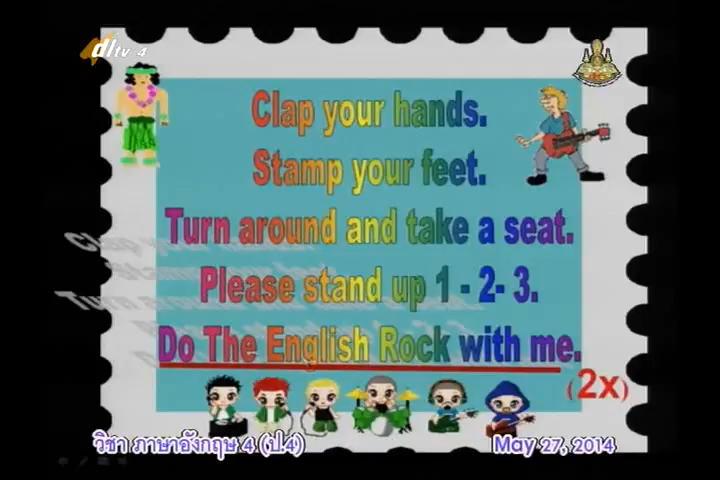 dltv 4
Clap your hands.
Stamp your feet.
Turn around and take a seat.
Please stand up 1 - 2- 3.
Do The English Rock with me.
(2x)
วิชา ภาษาอังกฤษ 4 (ป.4)
May 27, 2014